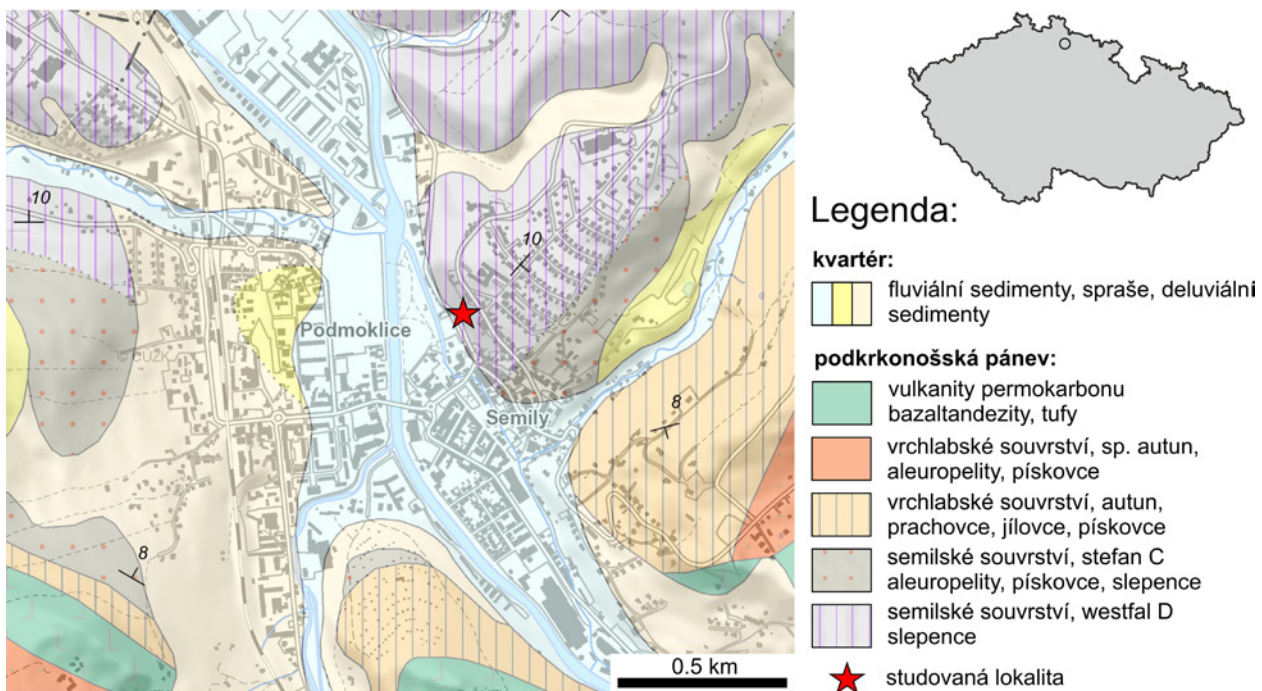 © ČÚZK
10
10
Podmoklice
© ČÚZK
Semily
8
8
0.5 km
Legenda:
kvartér:
fluviální sedimenty, spraše, deluviální
sedimenty
podkrkonošská pánev:
vulkanity permokarbonu
bazaltandezity, tufy
vrchlabské souvrství, sp. autun,
aleuropelity, pískovce
vrchlabské souvrství, autun,
prachovce, jílovce, pískovce
semilské souvrství, stefan C
aleuropelity, pískovce, slepence
semilské souvrství, westfal D
slepence
studovaná lokalita